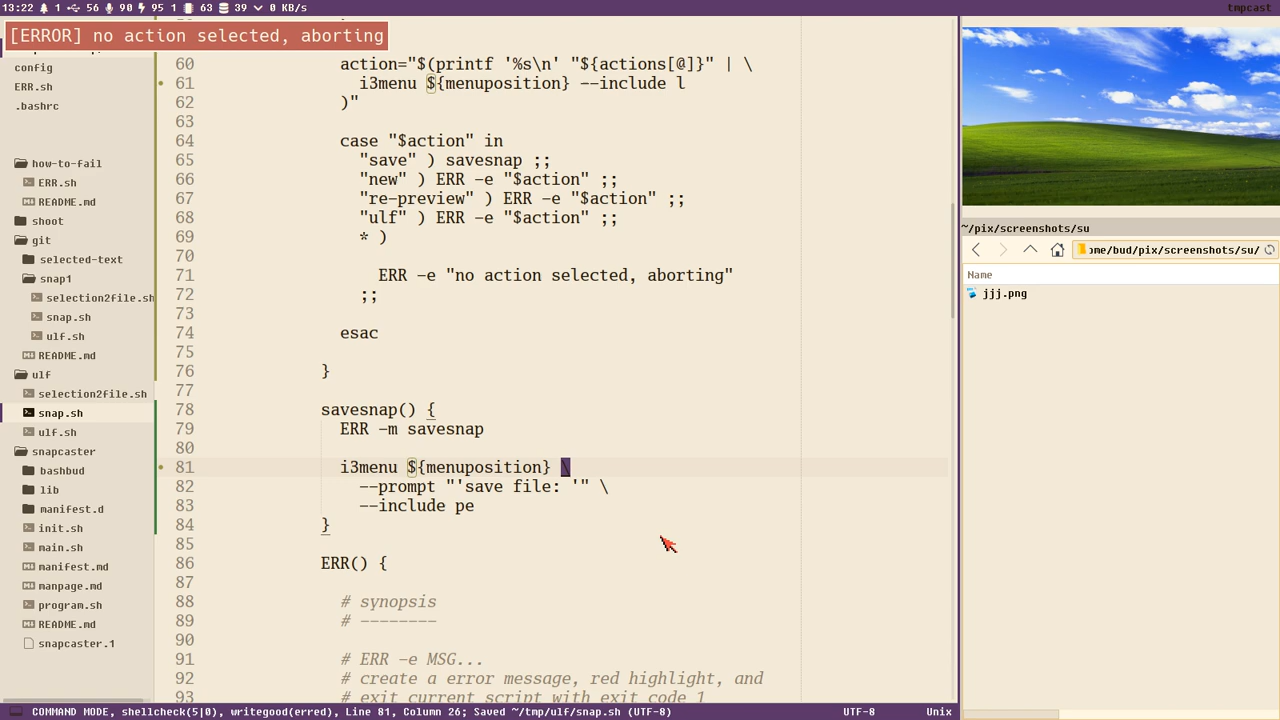 13:22 1 56 90 95 1 63 39 0 KB/s
tmpcast
[ERROR] no action selected, aborting
config
ERR.sh
.bashrc
how-to-fail
ERR.sh
README.md
shoot
git
selected-text
snap1
selection2file.sh
snap.sh
ulf.sh
README.md
ulf
selection2file.sh
snap.sh
ulf.sh
snapcaster
bashbud
lib
manifest.d
init.sh
main.sh
manifest.md
manpage.md
program.sh
README.md
snapcaster.1
60 action="$(printf '%s\n' "${actions[@]}" | \
61 i3menu ${menuposition} --include l
62 )"
63
64 case "$action" in
65 "save" ) savesnap ;;
66 "new" ) ERR -e "$action" ;;
67 "re-preview" ) ERR -e "$action" ;;
68 "ulf" ) ERR -e "$action" ;;
69 * )
70
71 ERR -e "no action selected, aborting"
72 ;;
73
74 esac
75
76 }
77
78 savesnap() {
79 ERR -m savesnap
80
81 i3menu ${menuposition} \
82 --prompt "'save file: '" \
83 --include pe
84 }
85
86 ERR() {
87
88 # synopsis
89 # --------
90
91 # ERR -e MSG...
92 # create a error message, red highlight, and
93 # exit current script with exit code 1
~/pix/screenshots/su
ome/bud/pix/screenshots/su/
Name
jjj.png
COMMAND MODE, shellcheck(5|0), writegood(erred), Line 81, Column 26; Saved ~/tmp/ulf/snap.sh (UTF-8) UTF-8 Unix